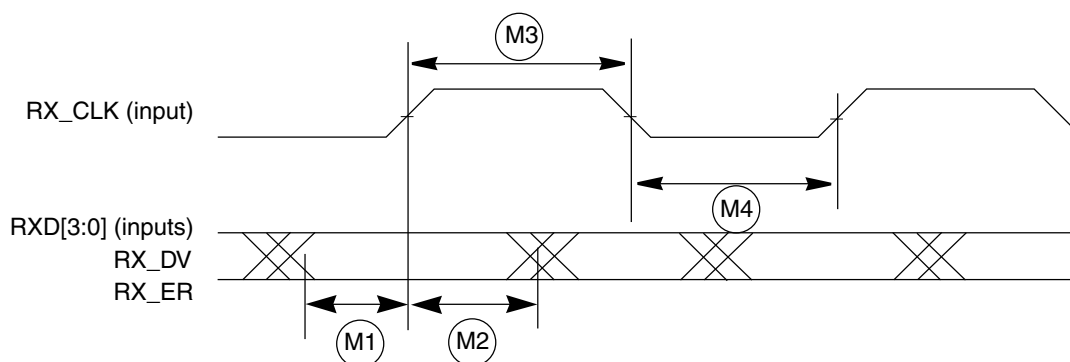 M3
RX_CLK (input)
M4
RXD[3:0] (inputs)
RX_DV
RX_ER
M1
M2